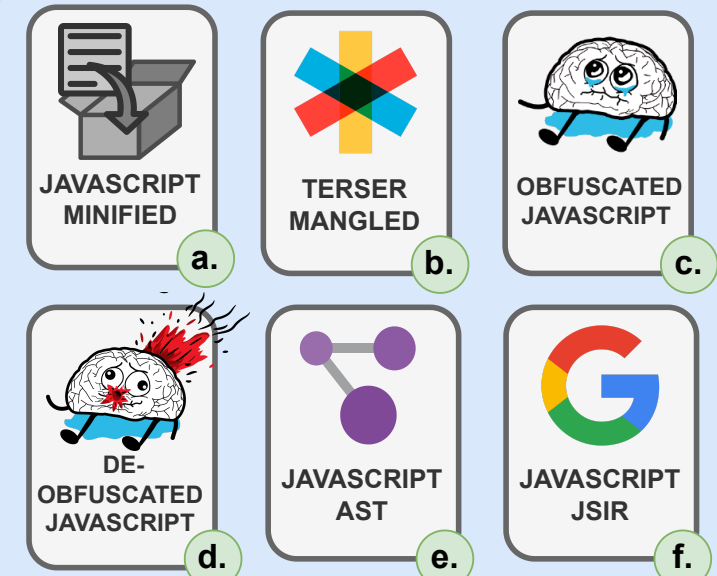 JAVASCRIPT
MINIFIED
a.
TERSER
MANGLED
b.
OBFUSCATED
JAVASCRIPT
c.
DE-
OBFUSCATED
JAVASCRIPT
d.
JAVASCRIPT
AST
e.
JAVASCRIPT
JSIR
f.